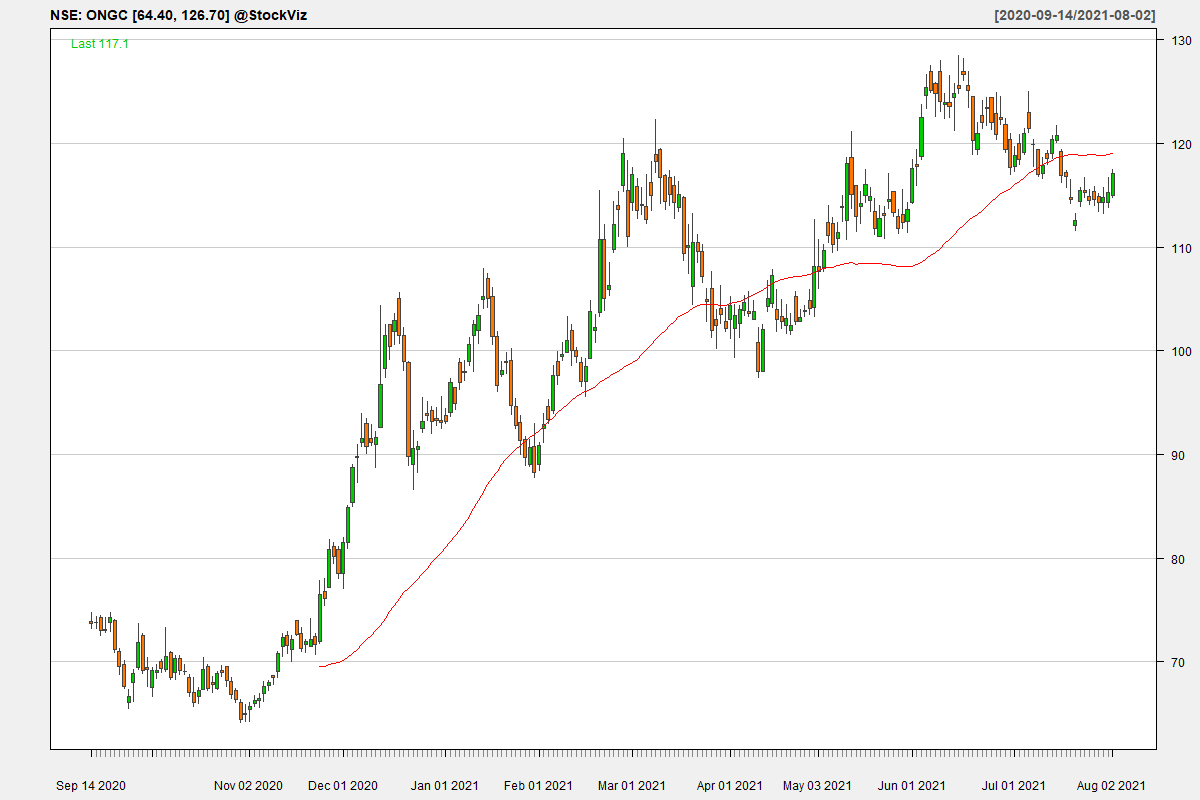 NSE: ONGC [64.40, 126.70] @StockViz [2020-09-14/2021-08-02]
Last 117.1
130
120
110
100
90
80
70
Sep 14 2020 Nov 02 2020 Dec 01 2020 Jan 01 2021 Feb 01 2021 Mar 01 2021 Apr 01 2021 May 03 2021 Jun 01 2021 Jul 01 2021 Aug 02 2021